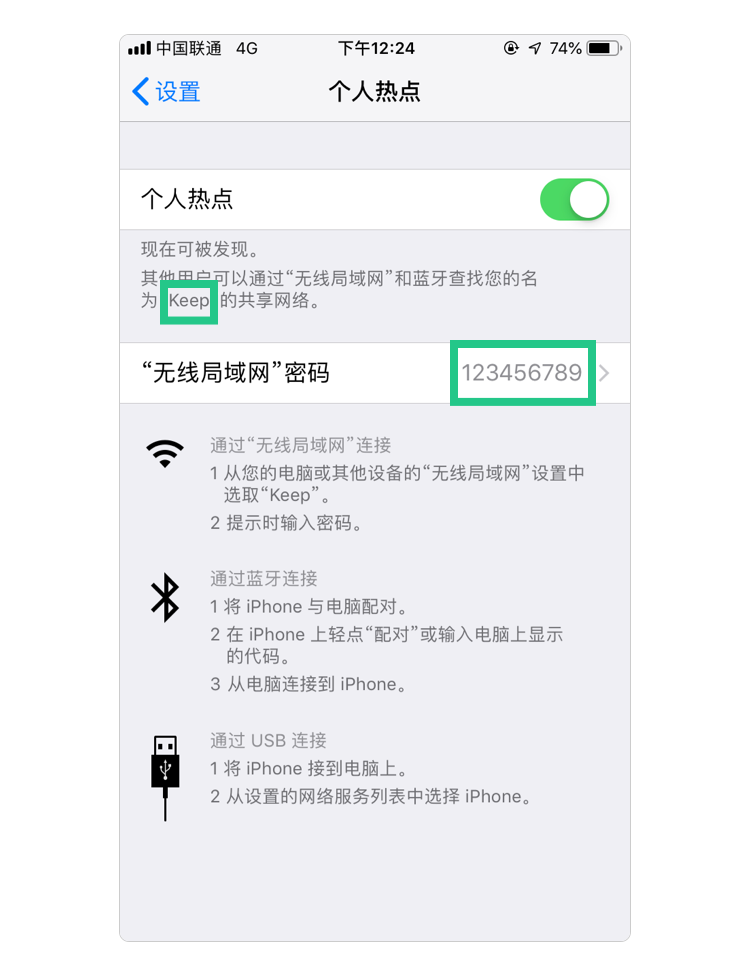 中国联通 4G 下午12:24 74%
设置 个人热点
个人热点
现在可被发现。
其他用户可以通过“无线局域网”和蓝牙查找您的名
为 Keep 的共享网络。
“无线局域网”密码 123456789
通过“无线局域网”连接
1 从您的电脑或其他设备的“无线局域网”设置中
选取“Keep”。
2 提示时输入密码。
通过蓝牙连接
1 将 iPhone 与电脑配对。
2 在 iPhone 上轻点“配对”或输入电脑上显示
的代码。
3 从电脑连接到 iPhone。
通过 USB 连接
1 将 iPhone 接到电脑上。
2 从设置的网络服务列表中选择 iPhone。